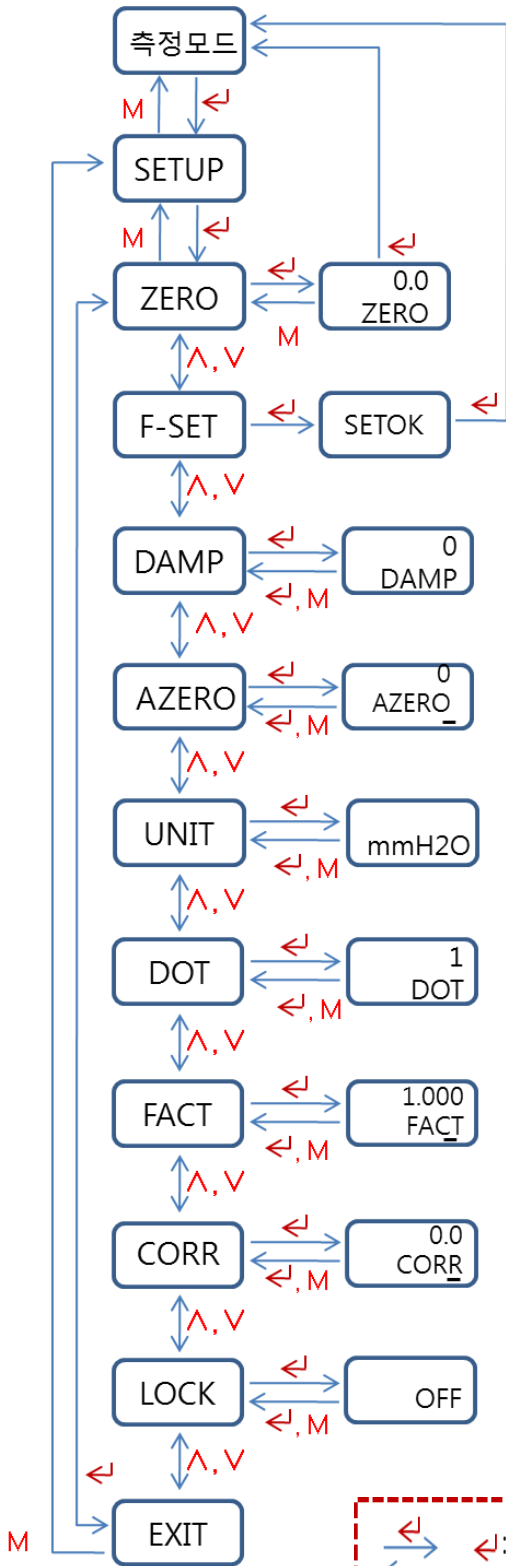 측정모드
M ↵
SETUP
M ↵
ZERO
↵
M
0.0
ZERO
↵
∧, ∨
F-SET
↵
SETOK
↵
∧, ∨
DAMP
↵
↵, M
0
DAMP
∧, ∨
AZERO
↵
↵, M
0
AZERO
∧, ∨
UNIT
↵
↵, M
mmH2O
∧, ∨
DOT
↵
↵, M
1
DOT
∧, ∨
FACT
↵
↵, M
1.000
FACT
∧, ∨
CORR
↵
↵, M
0.0
CORR
∧, ∨
LOCK
↵
↵, M
OFF
∧, ∨
↵
EXIT
M
↵
↵: